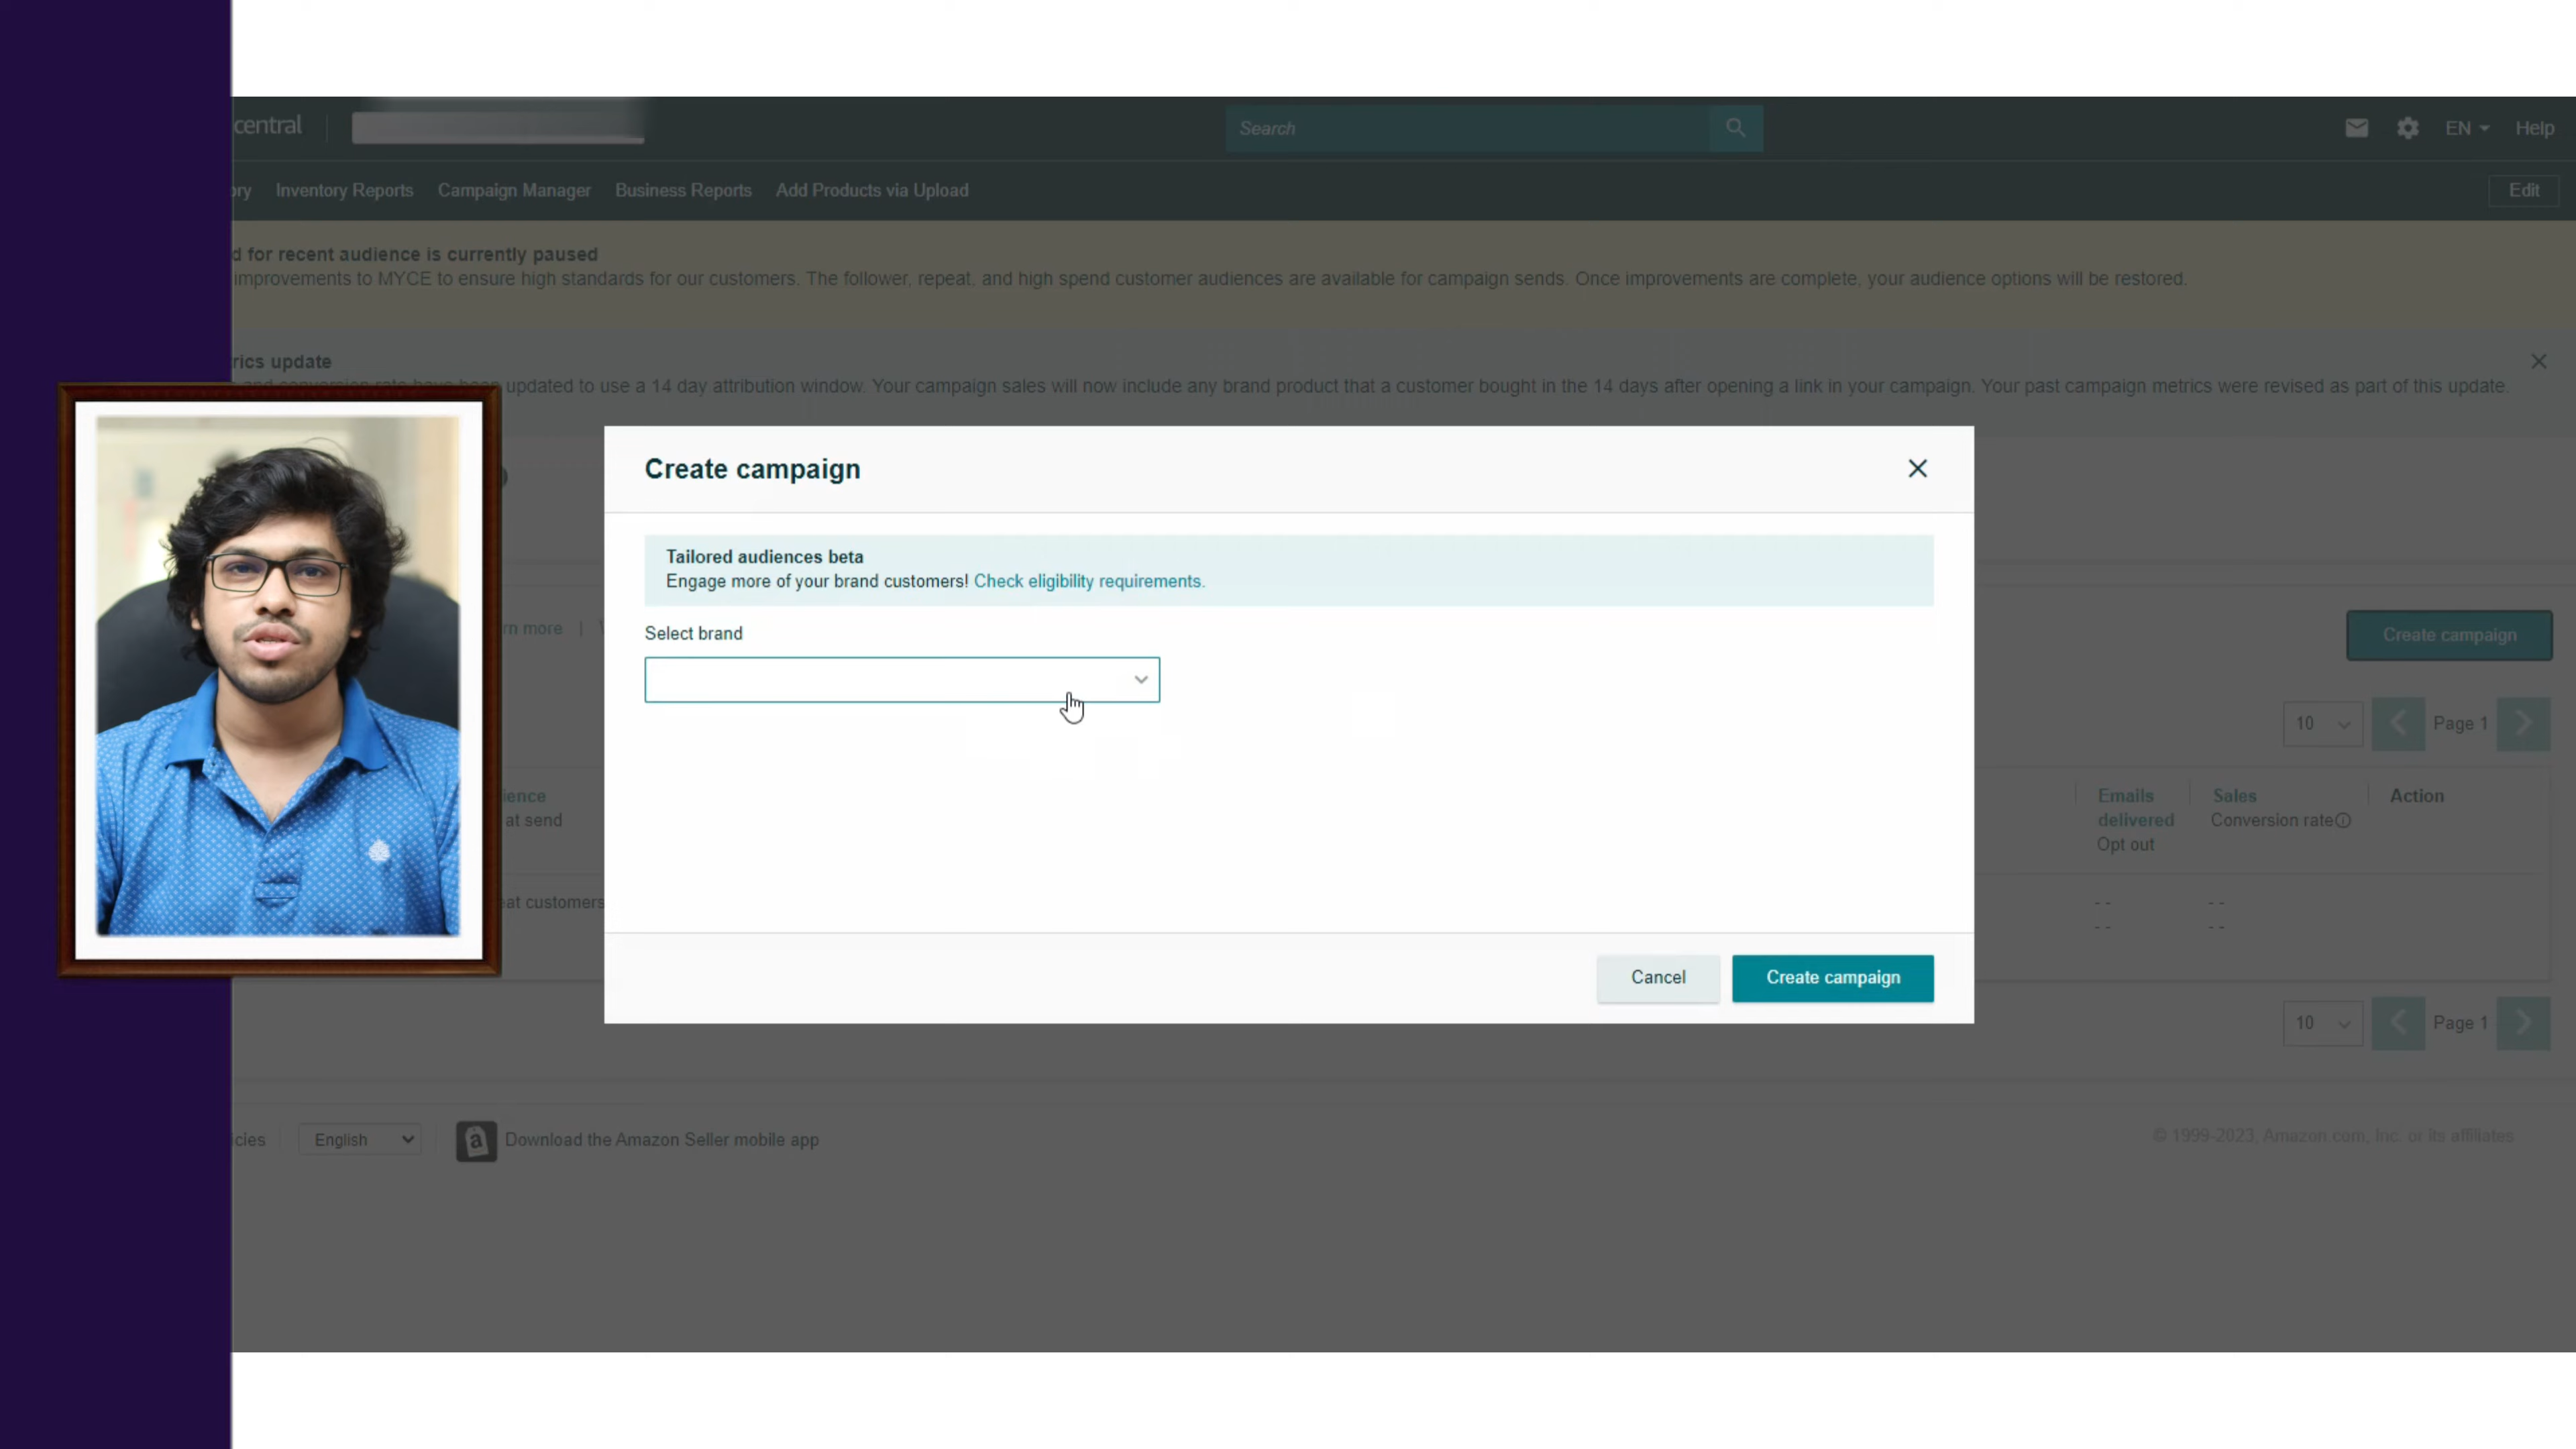 central
Search
EN
Help
Inventory Reports
Campaign Manager
Business Reports
Add Products via Upload
Edit
for recent audience is currently paused
improvements to MYCE to ensure high standards for our customers. The follower, repeat, and high spend customer audiences are available for campaign sends. Once improvements are complete, your audience options will be restored.
update
updated to use a 14 day attribution window. Your campaign sales will now include any brand product that a customer bought in the 14 days after opening a link in your campaign. Your past campaign metrics were revised as part of this update.
Create campaign
Tailored audiences beta
Engage more of your brand customers! Check eligibility requirements.
Select brand
more |
Create campaign
10
Page 1
at send
Emails
delivered
Opt out
Sales
Conversion rate
Action
customers
- -
- -
- -
- -
Cancel
Create campaign
10
Page 1
English
a
Download the Amazon Seller mobile app
© 1999-2023, Amazon.com, Inc. or its affiliates